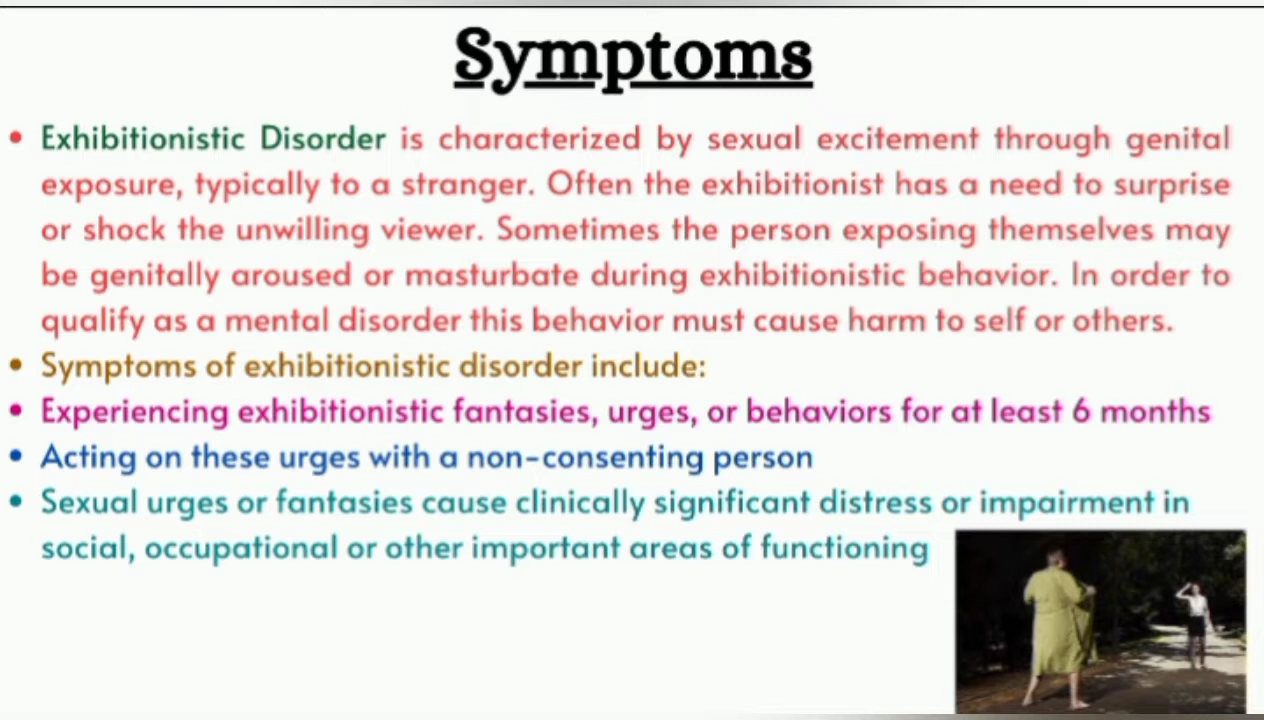 Symptoms
• Exhibitionistic Disorder is characterized by sexual excitement through genital
exposure, typically to a stranger. Often the exhibitionist has a need to surprise
or shock the unwilling viewer. Sometimes the person exposing themselves may
be genitally aroused or masturbate during exhibitionistic behavior. In order to
qualify as a mental disorder this behavior must cause harm to self or others.
• Symptoms of exhibitionistic disorder include:
• Experiencing exhibitionistic fantasies, urges, or behaviors for at least 6 months
• Acting on these urges with a non-consenting person
• Sexual urges or fantasies cause clinically significant distress or impairment in
social, occupational or other important areas of functioning